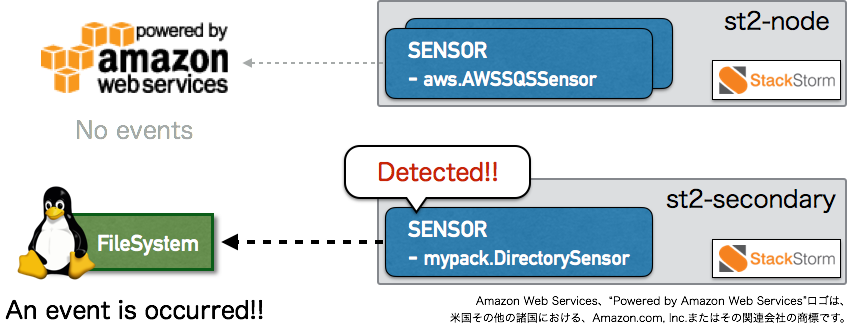 powered by
amazon
web services
No events
st2-node
SENSOR
- aws.AWSSQSSensor
StackStorm
Detected!!
st2-secondary
SENSOR
- mypack.DirectorySensor
StackStorm
FileSystem
An event is occurred!!
Amazon Web Services、“Powered by Amazon Web Services”ロゴは、
米国その他の諸国における、Amazon.com, Inc.またはその関連会社の商標です。